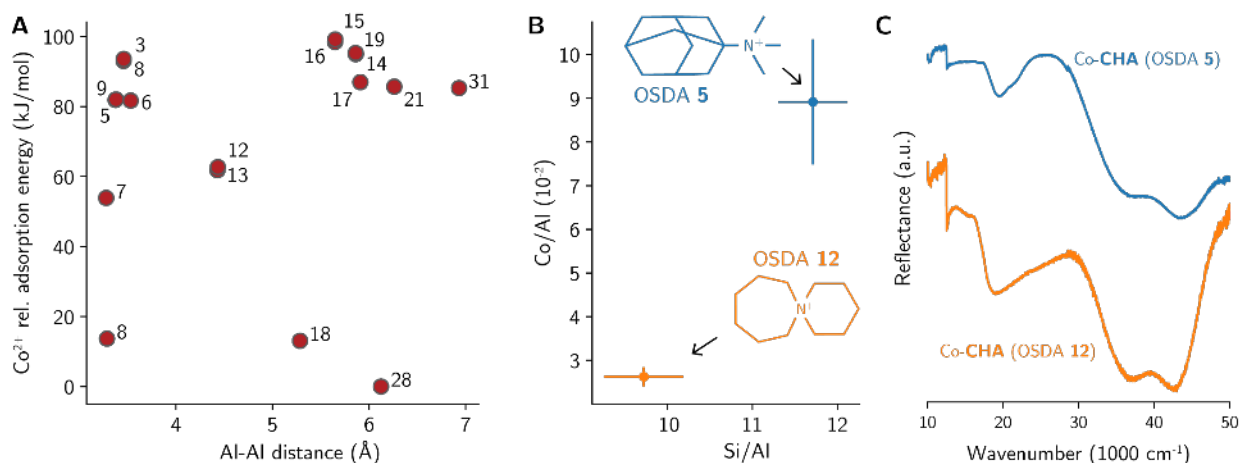 A
Co²⁺ rel. adsorption energy (kJ/mol)
100
80
60
40
20
0
4
5
6
7
Al-Al distance (Å)
3
8
9
5
6
7
8
12
13
15
16
19
14
17
21
31
18
28
B
Co/Al (10⁻²)
10
9
8
7
6
5
4
3
10
11
12
Si/Al
N⁺
OSDA 5
OSDA 12
N⁺
C
Reflectance (a.u.)
Co-CHA (OSDA 5)
Co-CHA (OSDA 12)
10
20
30
40
50
Wavenumber (1000 cm⁻¹)